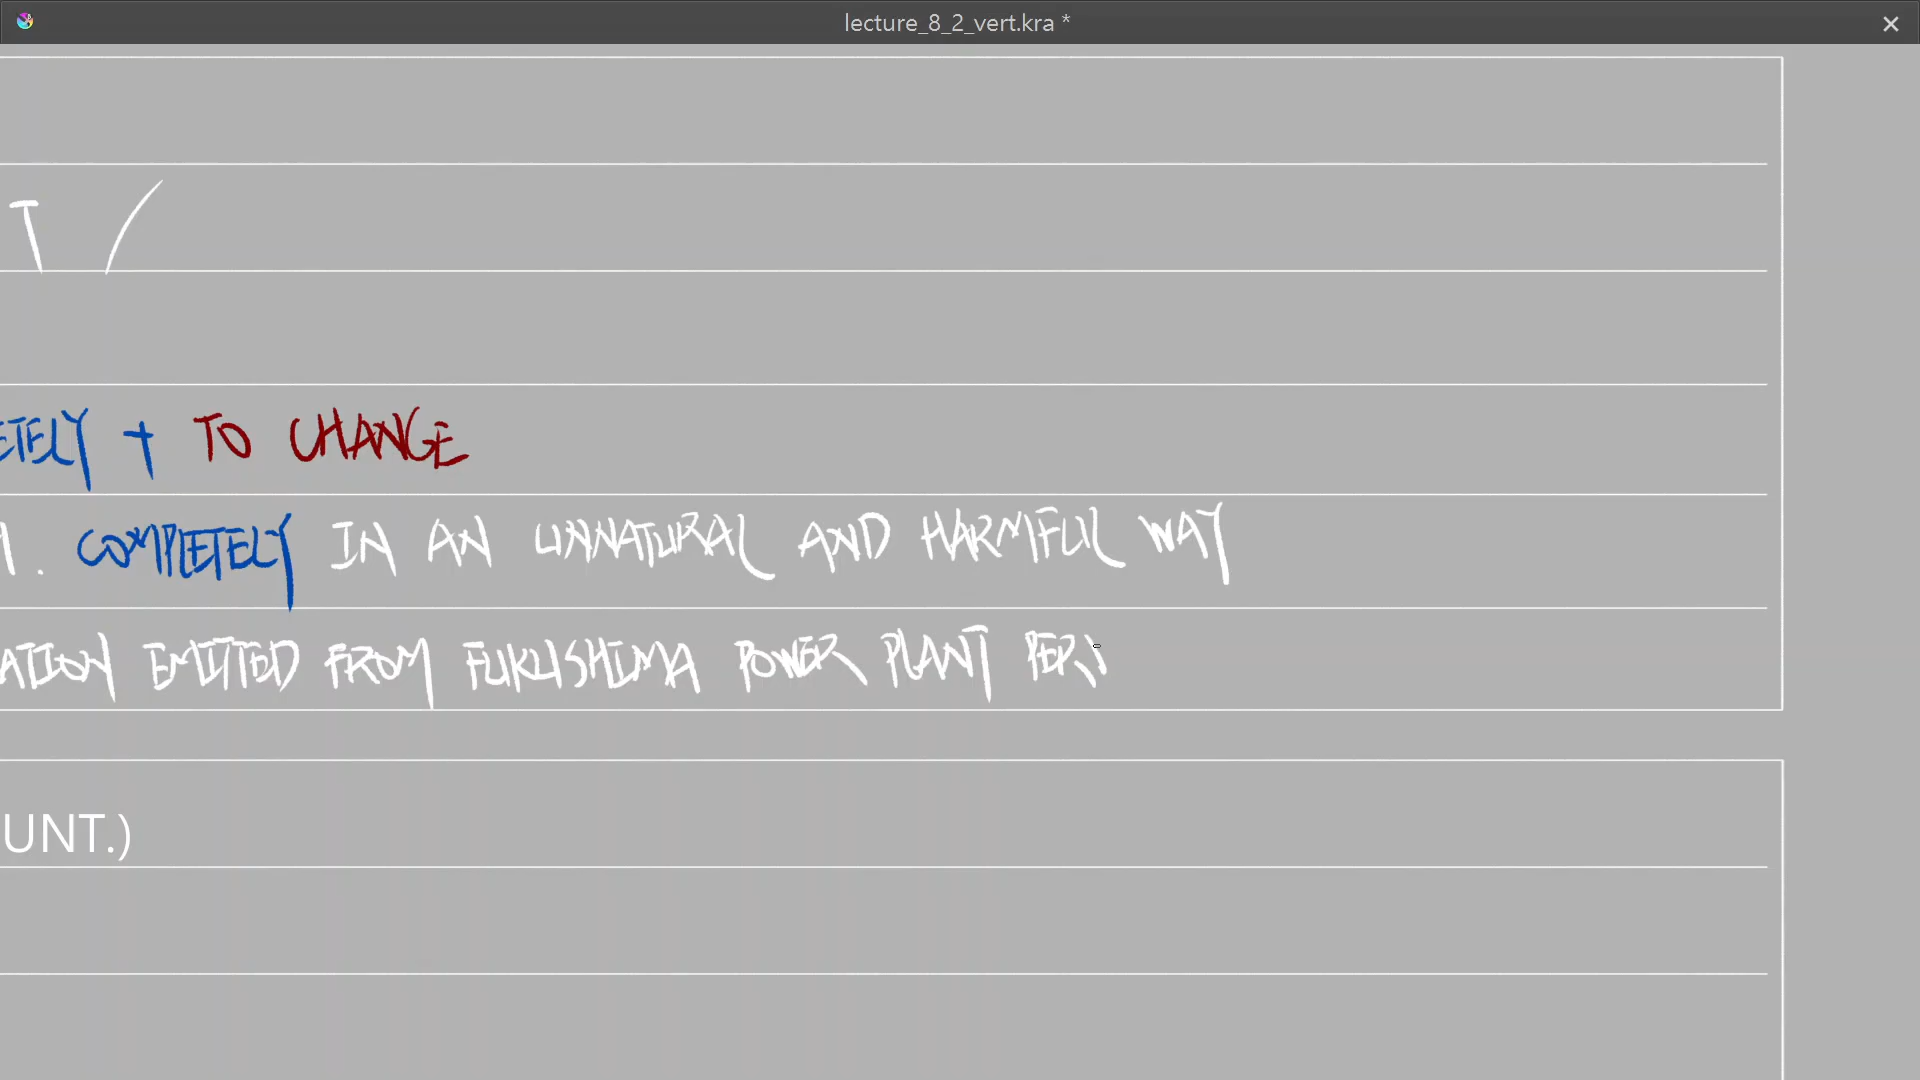 lecture_8_2_vert.kra *
T /
ETELY + TO CHANGE
. COMPLETELY IN AN UNNATURAL AND HARMFUL WAY
ATION EMITTED FROM FUKUSHIMA POWER PLANT PER
UNT.)